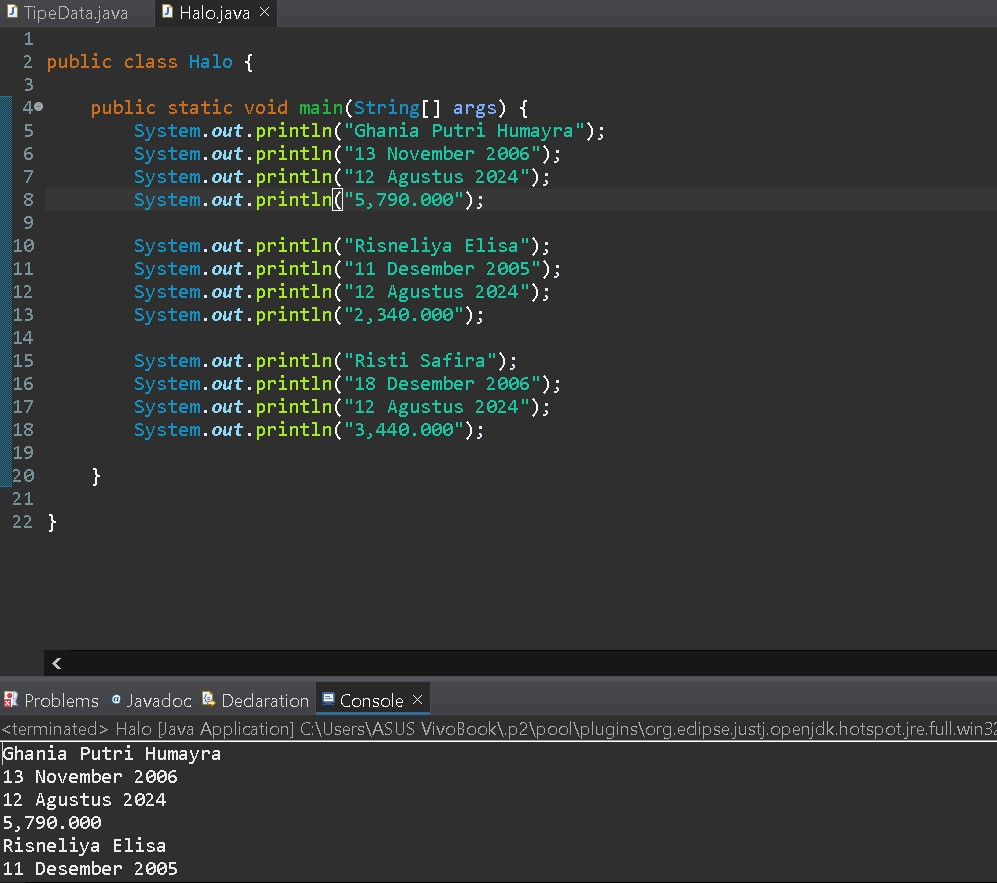 TipeData.java Halo.java
1
2 public class Halo {
3
4 public static void main(String[] args) {
5 System.out.println("Ghania Putri Humayra");
6 System.out.println("13 November 2006");
7 System.out.println("12 Agustus 2024");
8 System.out.println("5,790.000");
9
10 System.out.println("Risneliya Elisa");
11 System.out.println("11 Desember 2005");
12 System.out.println("12 Agustus 2024");
13 System.out.println("2,340.000");
14
15 System.out.println("Risti Safira");
16 System.out.println("18 Desember 2006");
17 System.out.println("12 Agustus 2024");
18 System.out.println("3,440.000");
19
20 }
21
22 }
Problems @ Javadoc Declaration Console
<terminated> Halo [Java Application] C:\Users\ASUS VivoBook\.p2\pool\plugins\org.eclipse.justj.openjdk.hotspot.jre.full.win32
Ghania Putri Humayra
13 November 2006
12 Agustus 2024
5,790.000
Risneliya Elisa
11 Desember 2005